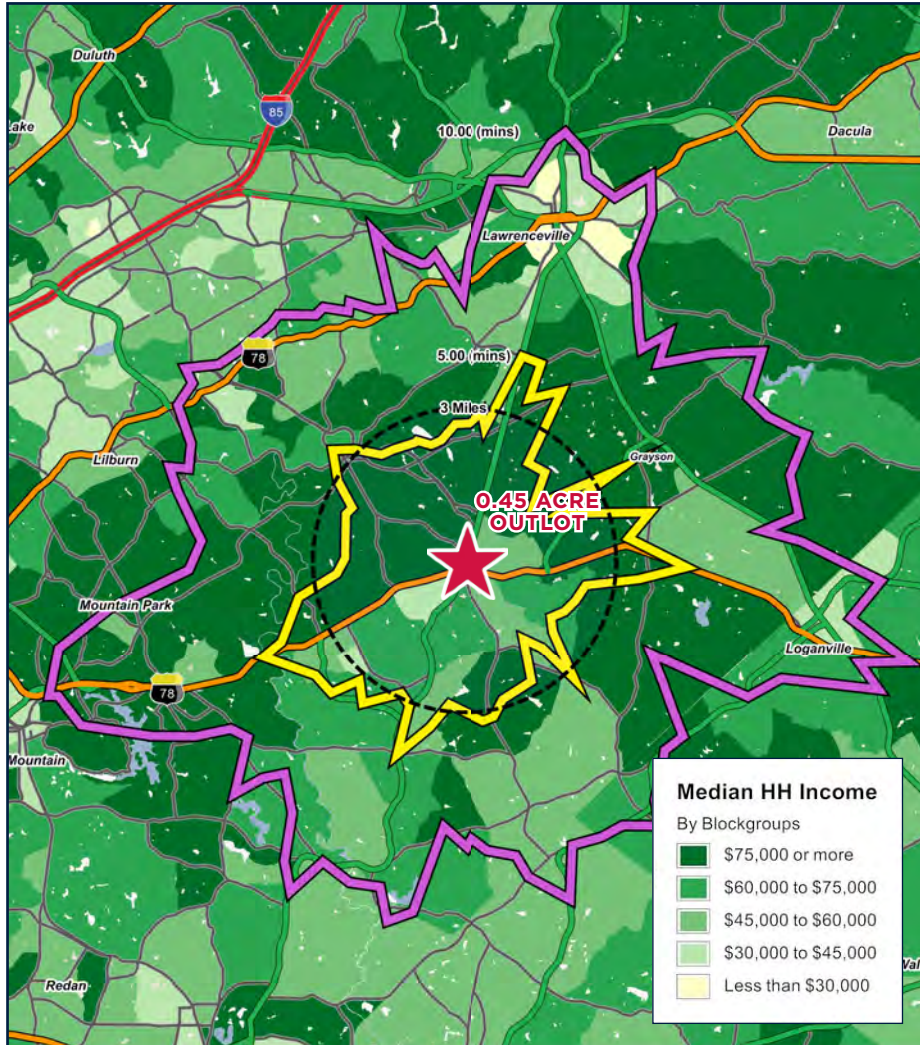 Duluth
85
Lake
10.00 (mins)
Dacula
Lawrenceville
5.00 (mins)
78
3 Miles
Lilburn
Grayson
0.45 ACRE
OUTLOT
Mountain Park
Loganville
78
Mountain
Median HH Income
By Blockgroups
$75,000 or more
$60,000 to $75,000
$45,000 to $60,000
$30,000 to $45,000
Less than $30,000
Wal
Redan